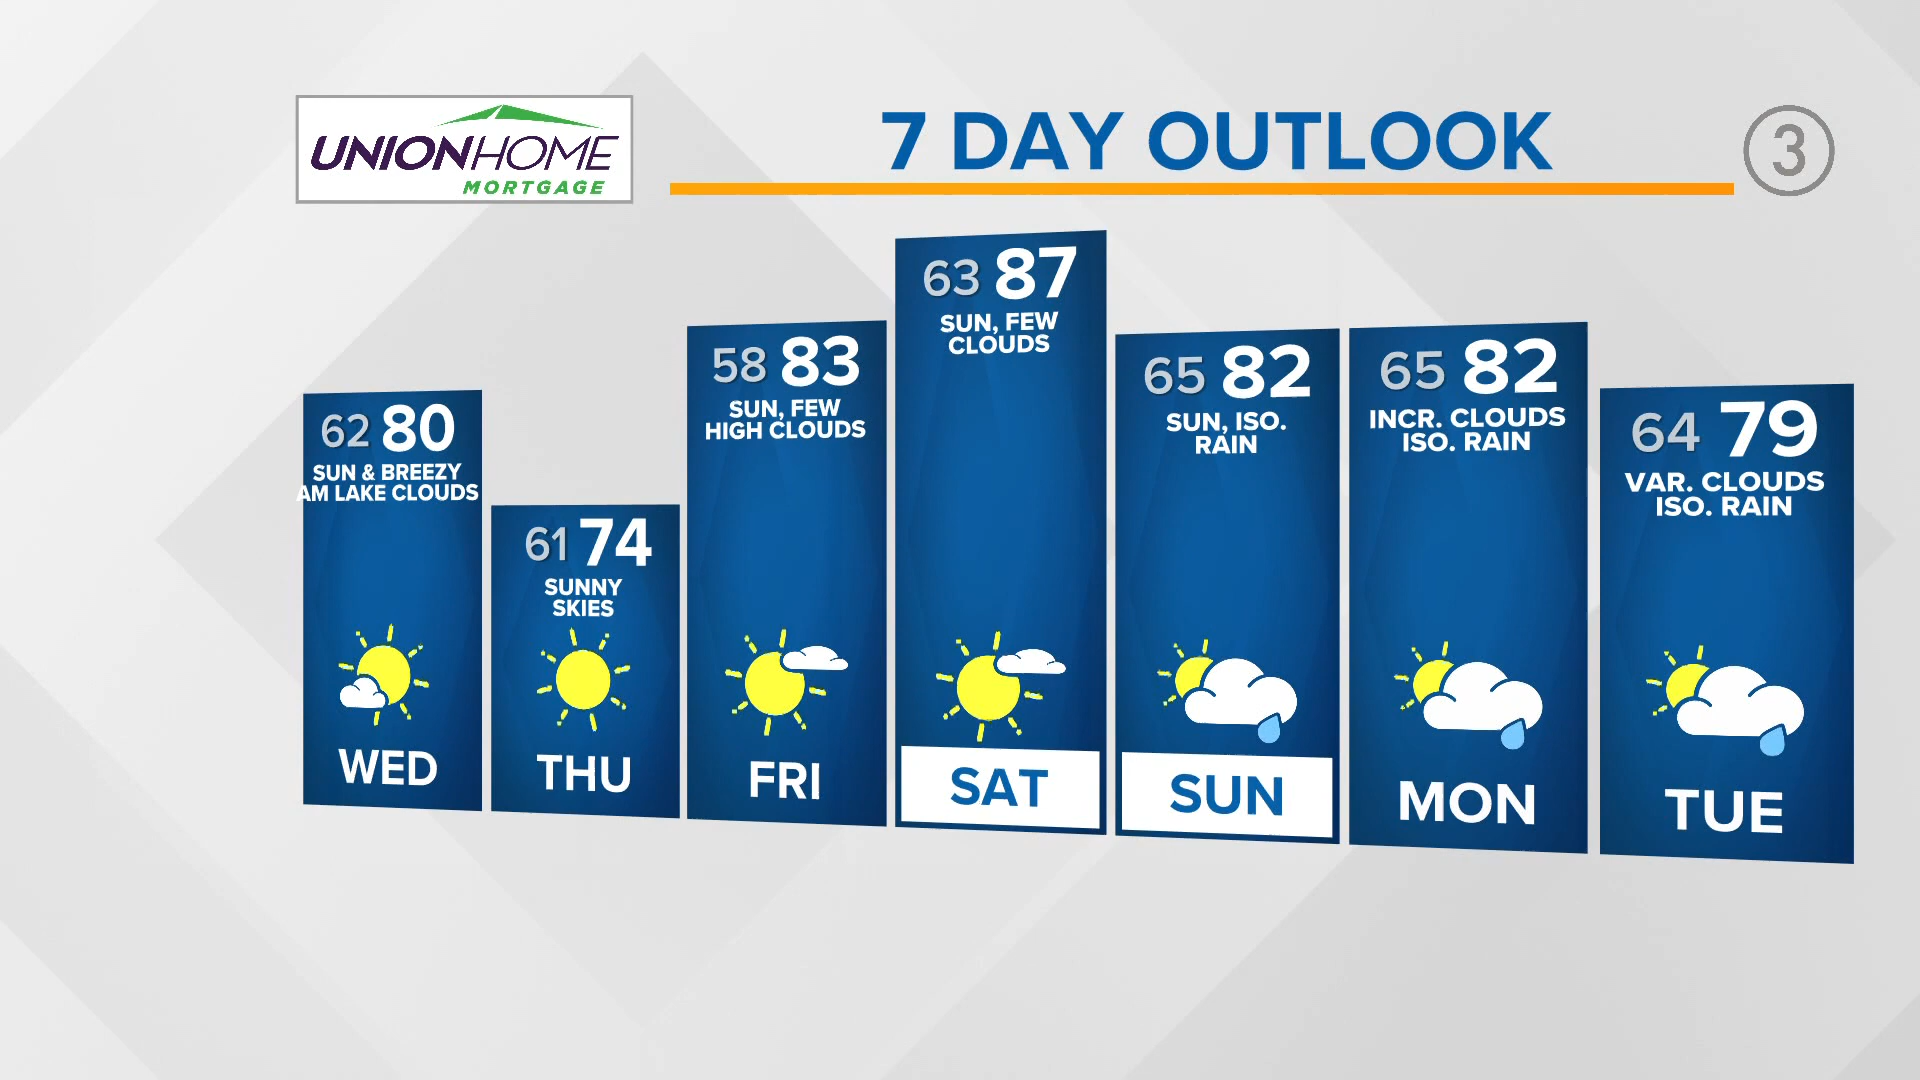 UNIONHOME
MORTGAGE
7 DAY OUTLOOK
3
62 80
SUN & BREEZY
AM LAKE CLOUDS
WED
61 74
SUNNY
SKIES
THU
58 83
SUN, FEW
HIGH CLOUDS
FRI
63 87
SUN, FEW
CLOUDS
SAT
65 82
SUN, ISO.
RAIN
SUN
65 82
INCR. CLOUDS
ISO. RAIN
MON
64 79
VAR. CLOUDS
ISO. RAIN
TUE